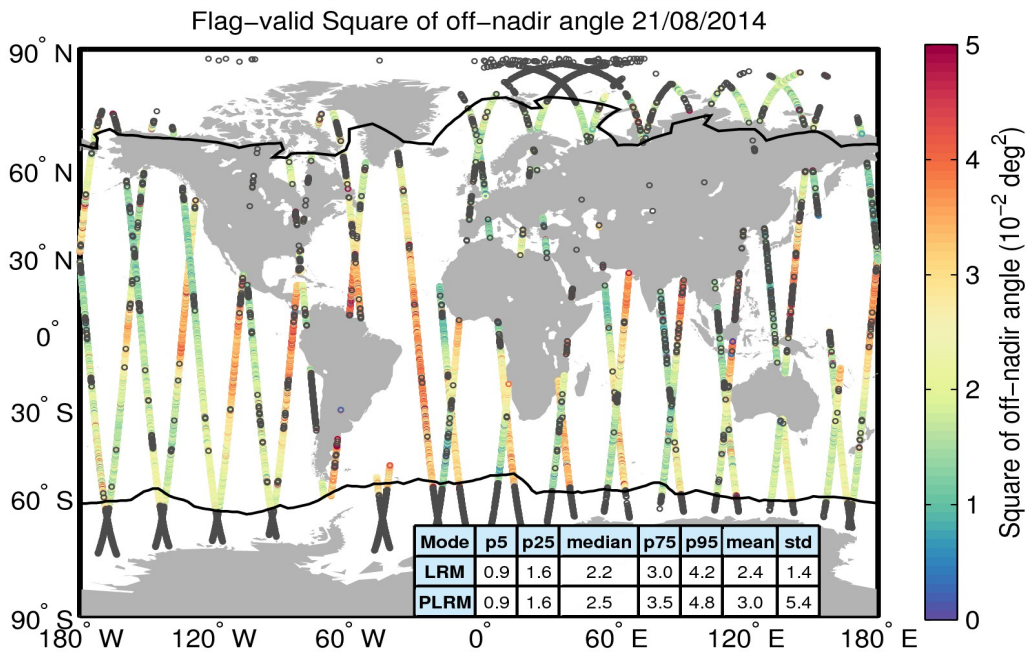 Flag−valid Square of off−nadir angle 21/08/2014
90° N
60° N
30° N
0°
30° S
60° S
90° S
180° W
120° W
60° W
0°
60° E
120° E
180° E
Mode p5 p25 median p75 p95 mean std
LRM 0.9 1.6 2.2 3.0 4.2 2.4 1.4
PLRM 0.9 1.6 2.5 3.5 4.8 3.0 5.4
5
4
3
2
1
0
Square of off−nadir angle (10⁻² deg²)